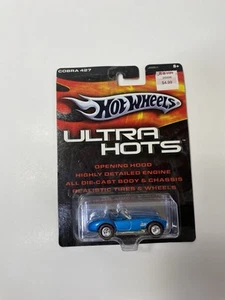 COBRA 427
$4.99
HOT WHEELS
ULTRA
HOTS
OPENING HOOD
HIGHLY DETAILED ENGINE
ALL DIE-CAST BODY & CHASSIS
REALISTIC TIRES & WHEELS